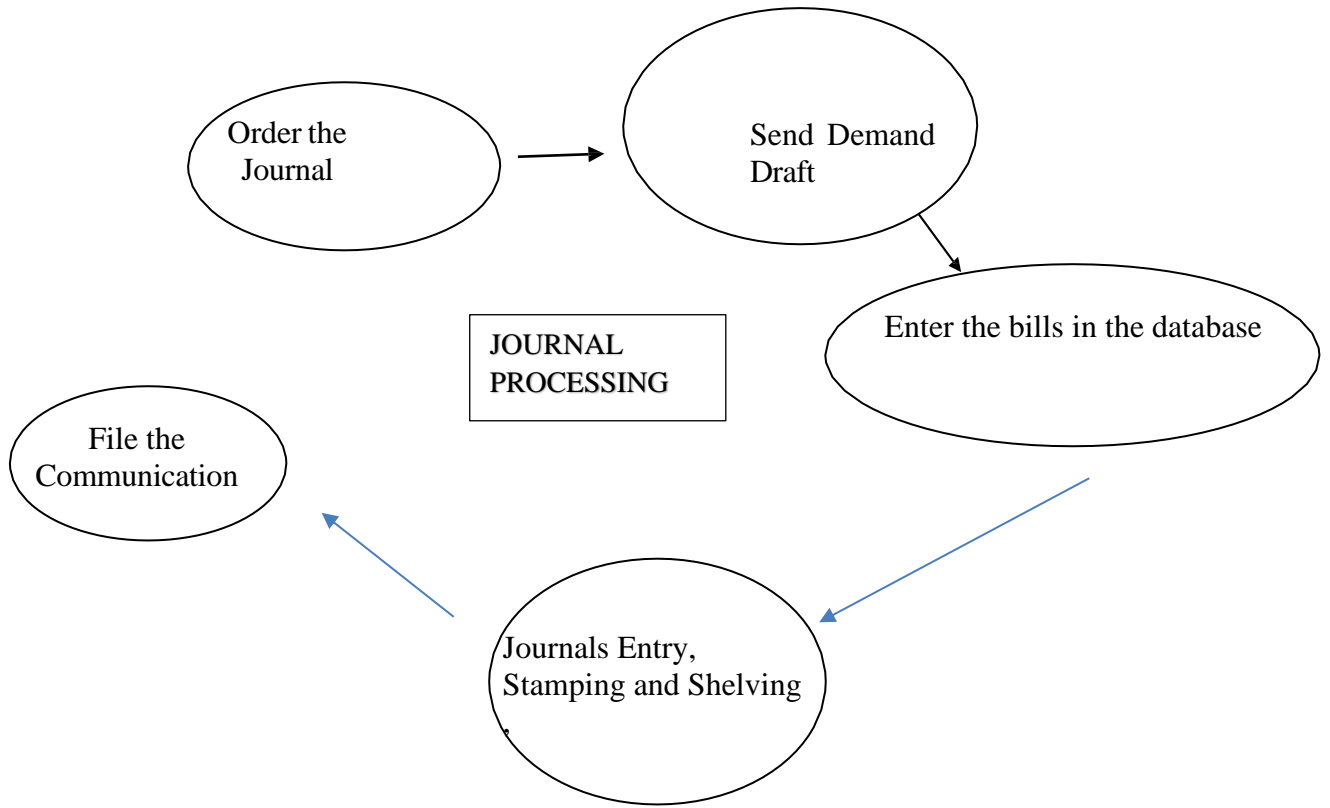 Order the
Journal
Send Demand
Draft
Enter the bills in the database
JOURNAL
PROCESSING
File the
Communication
Journals Entry,
Stamping and Shelving
,